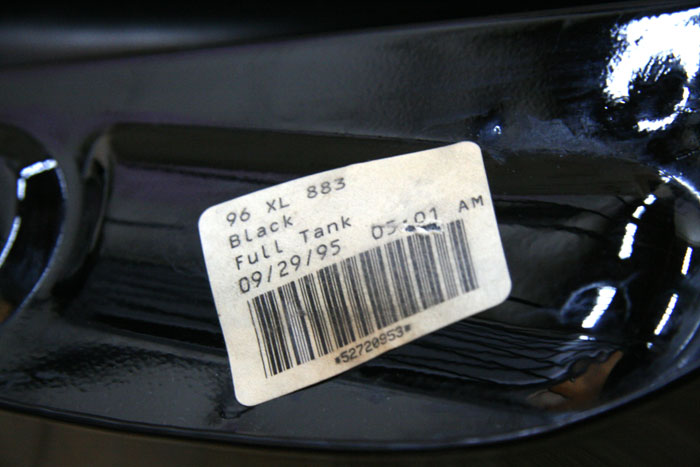 96 XL 883
Black
Full Tank
09/29/95 05:01 AM
*52720953*